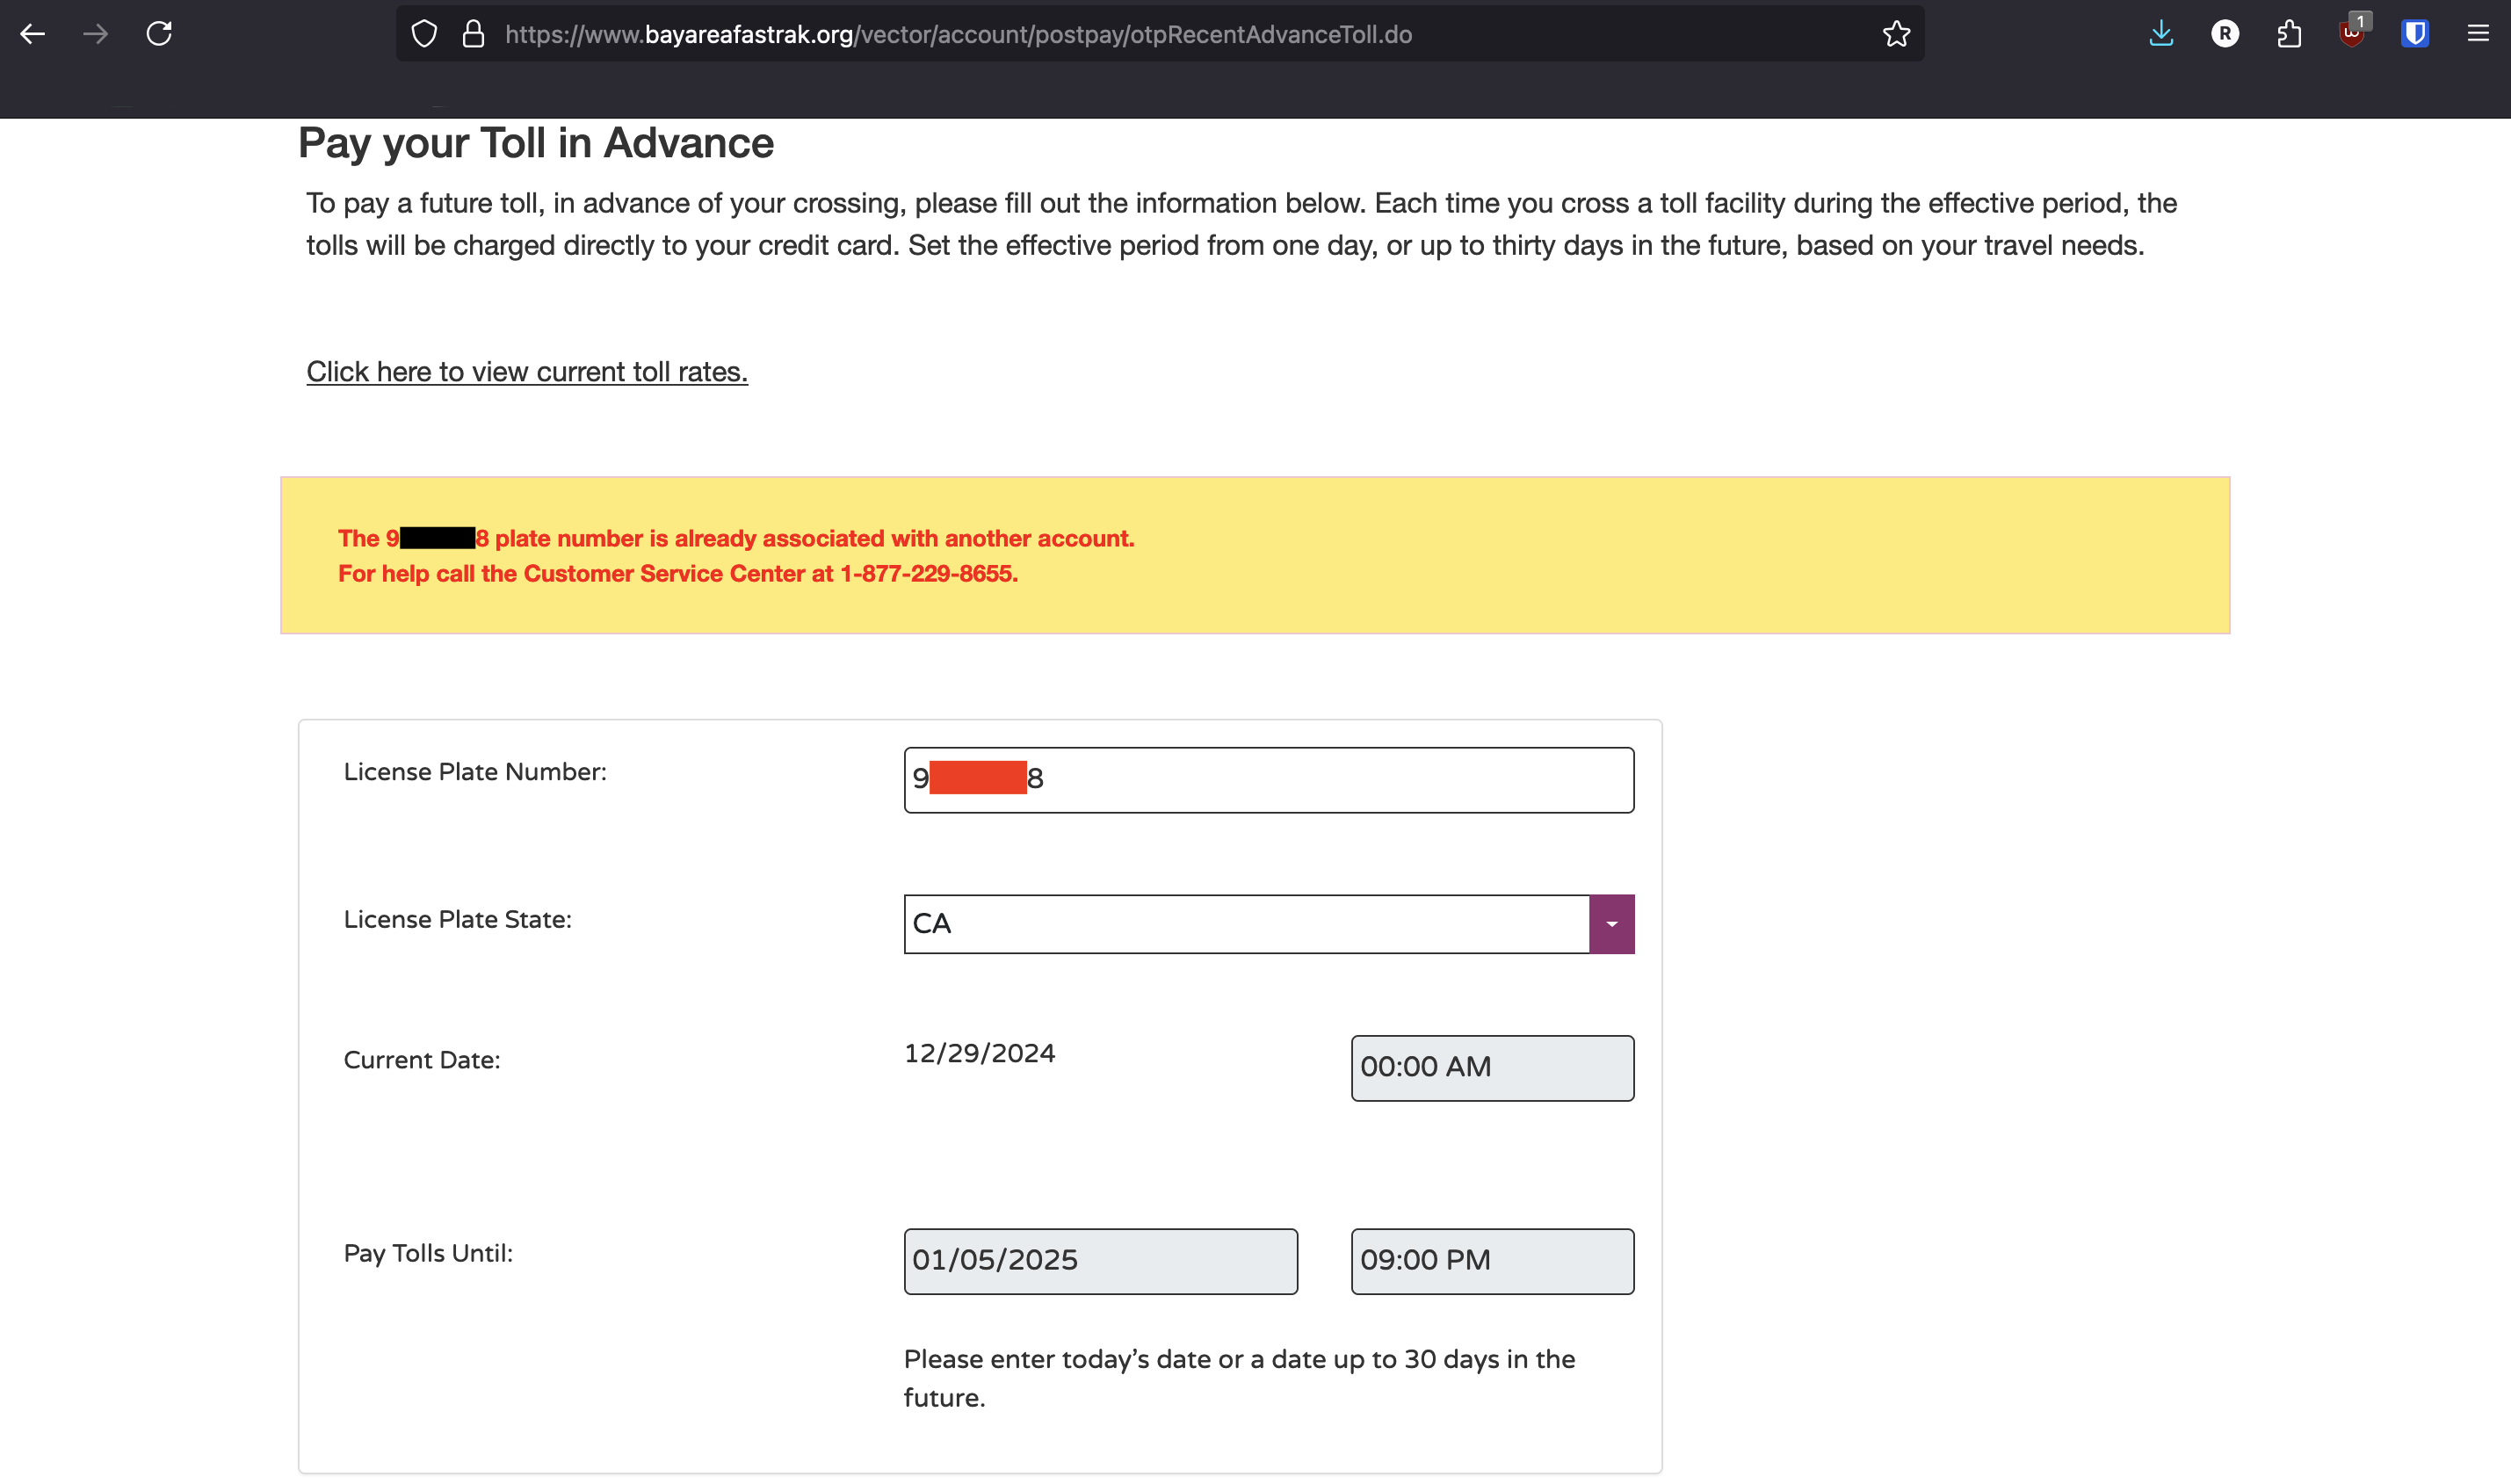 https://www.bayareafastrak.org/vector/account/postpay/otpRecentAdvanceToll.do
R
1
Pay your Toll in Advance
To pay a future toll, in advance of your crossing, please fill out the information below. Each time you cross a toll facility during the effective period, the
tolls will be charged directly to your credit card. Set the effective period from one day, or up to thirty days in the future, based on your travel needs.
Click here to view current toll rates.
The 9 8 plate number is already associated with another account.
For help call the Customer Service Center at 1-877-229-8655.
License Plate Number: 9 8
License Plate State: CA
Current Date: 12/29/2024 00:00 AM
Pay Tolls Until: 01/05/2025 09:00 PM
Please enter today's date or a date up to 30 days in the
future.